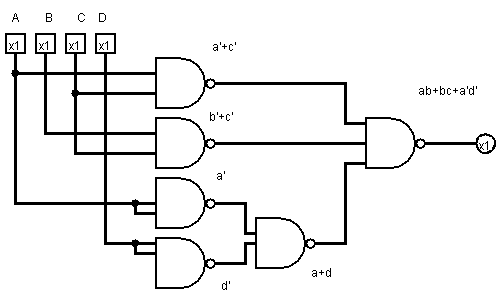 A B C D
x1 x1 x1 x1
a'+c'
ab+bc+a'd'
b'+c'
x1
a'
a+d
d'